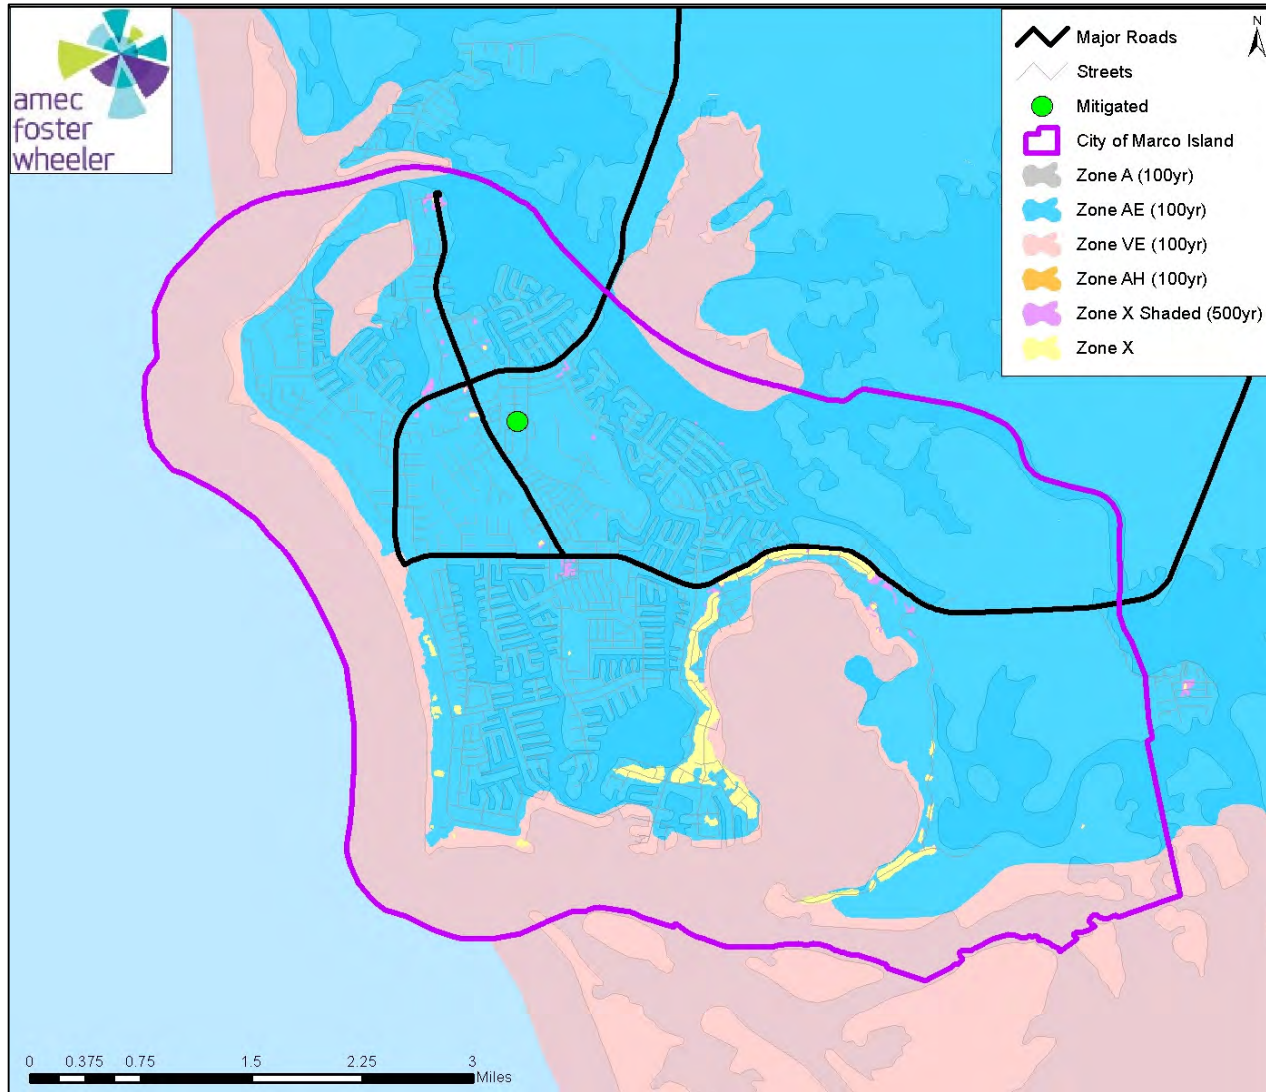 amec
foster
wheeler
N
Major Roads
Streets
Mitigated
City of Marco Island
Zone A (100yr)
Zone AE (100yr)
Zone VE (100yr)
Zone AH (100yr)
Zone X Shaded (500yr)
Zone X
0 0.375 0.75 1.5 2.25 3
Miles